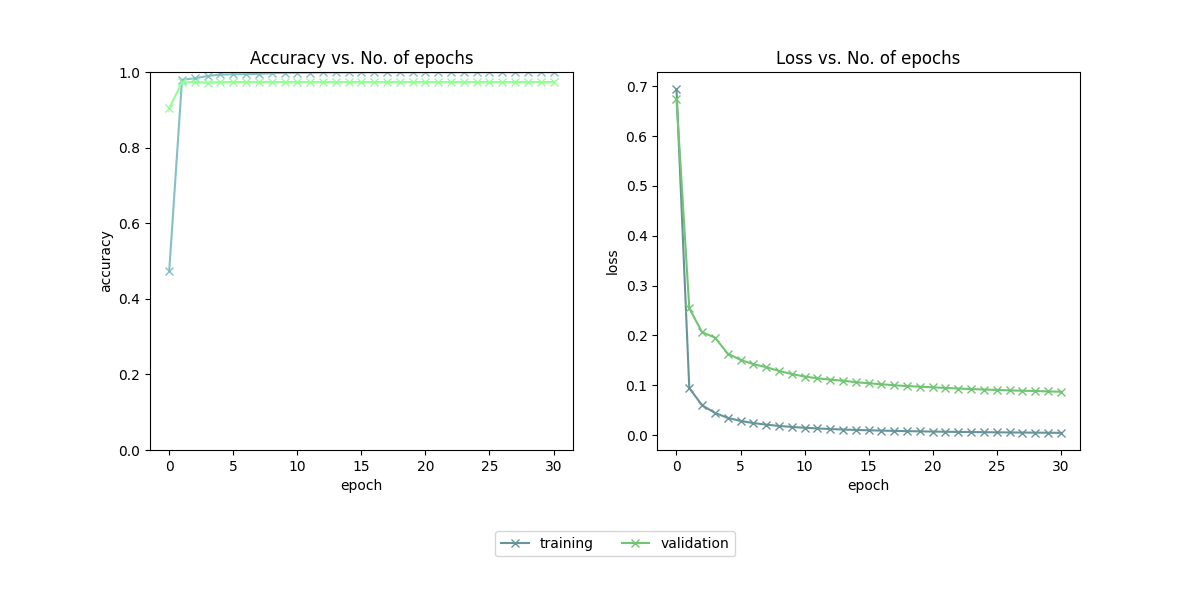 Accuracy vs. No. of epochs
1.0
0.8
0.6
0.4
0.2
0.0
accuracy
0 5 10 15 20 25 30
epoch
Loss vs. No. of epochs
0.7
0.6
0.5
0.4
0.3
0.2
0.1
0.0
loss
0 5 10 15 20 25 30
epoch
training validation